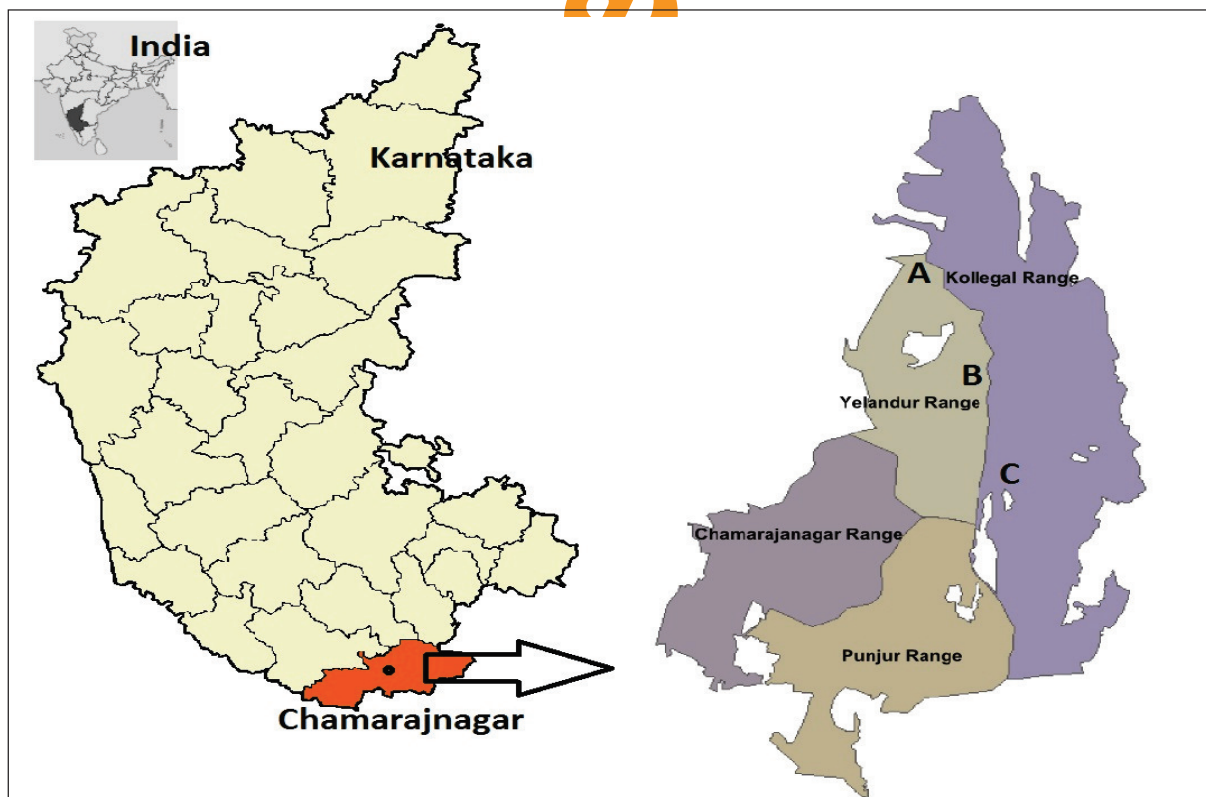 India
Karnataka
Chamarajnagar
A
Kollegal Range
B
Yelandur Range
C
Chamarajanagar Range
Punjur Range